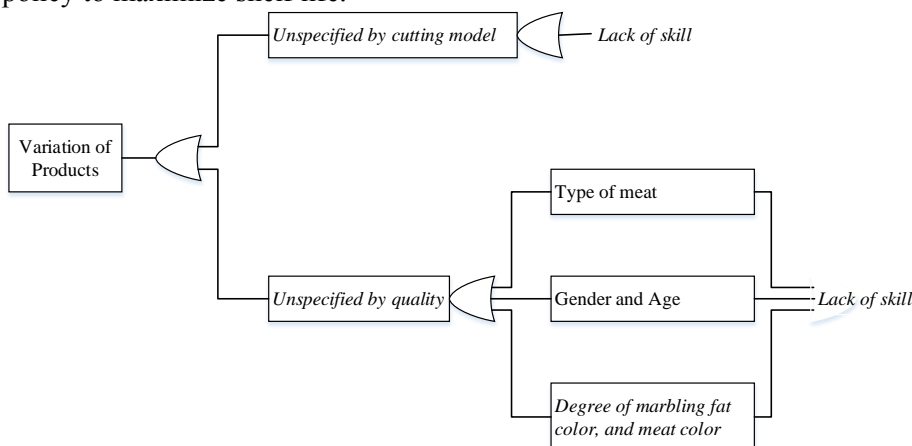 policy to maximize shelf life.
Unspecified by cutting model
Lack of skill
Variation of
Products
Type of meat
Unspecified by quality
Gender and Age
Lack of skill
Degree of marbling fat
color, and meat color